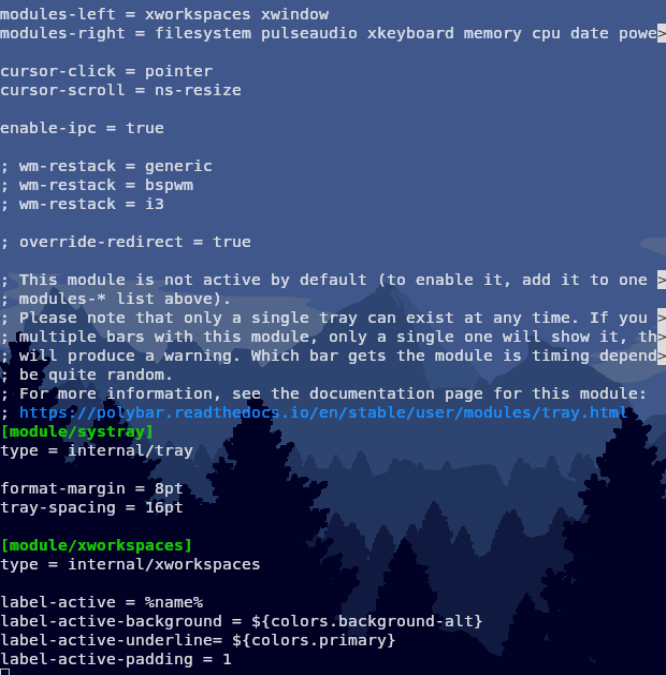 modules-left = xworkspaces xwindow
modules-right = filesystem pulseaudio xkeyboard memory cpu date powe>
cursor-click = pointer
cursor-scroll = ns-resize
enable-ipc = true
; wm-restack = generic
; wm-restack = bspwm
; wm-restack = i3
; override-redirect = true
; This module is not active by default (to enable it, add it to one >
; modules-* list above).
; Please note that only a single tray can exist at any time. If you >
; multiple bars with this module, only a single one will show it, th>
; will produce a warning. Which bar gets the module is timing depend>
; be quite random.
; For more information, see the documentation page for this module:
; https://polybar.readthedocs.io/en/stable/user/modules/tray.html
[module/systray]
type = internal/tray
format-margin = 8pt
tray-spacing = 16pt
[module/xworkspaces]
type = internal/xworkspaces
label-active = %name%
label-active-background = ${colors.background-alt}
label-active-underline= ${colors.primary}
label-active-padding = 1